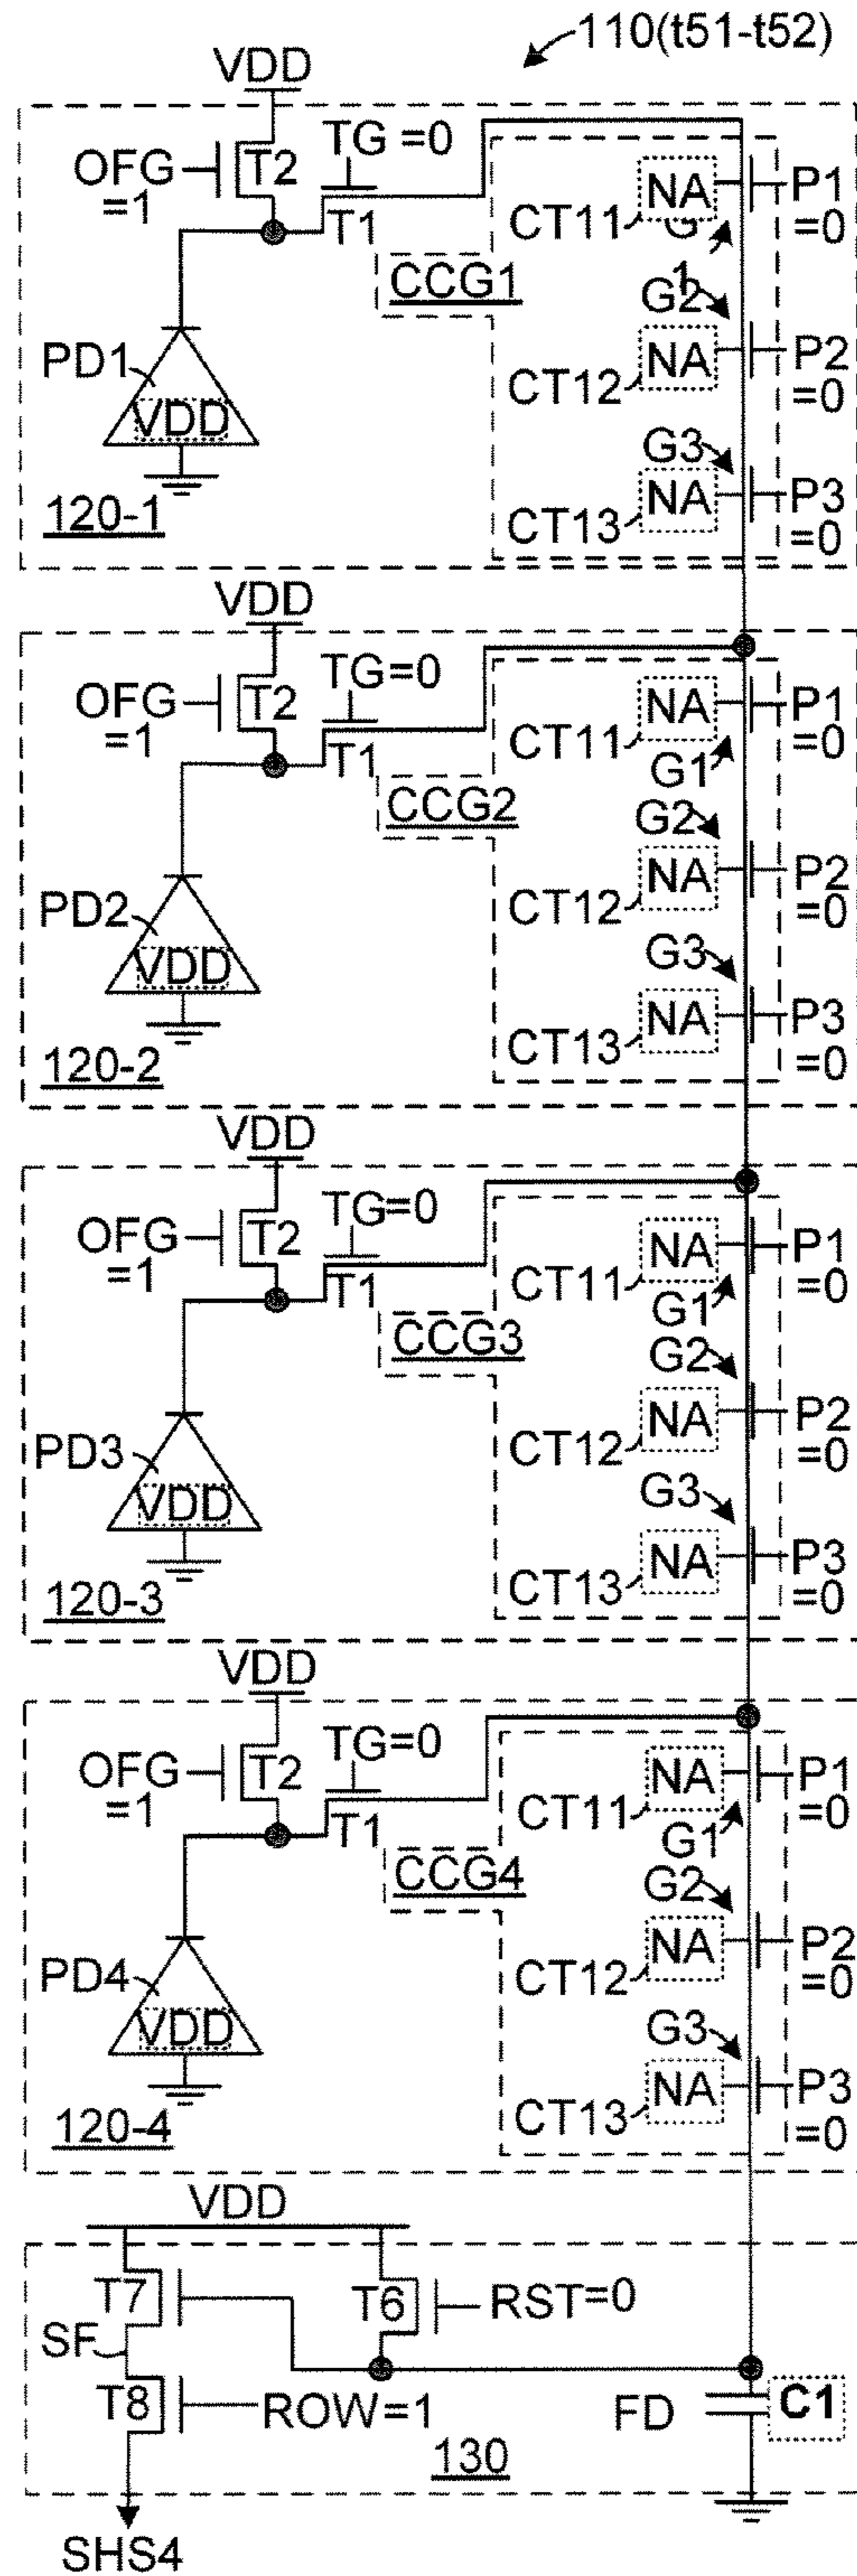 110(t51-t52)
VDD
OFG
=1
T2
TG =0
T1
CCG1
PD1
VDD
120-1
CT11
NA
G
1
P1
=0
G2
CT12
NA
P2
=0
G3
CT13
NA
P3
=0
VDD
OFG
=1
T2
TG=0
T1
CCG2
PD2
VDD
120-2
CT11
NA
G1
P1
=0
G2
CT12
NA
P2
=0
G3
CT13
NA
P3
=0
VDD
OFG
=1
T2
TG=0
T1
CCG3
PD3
VDD
120-3
CT11
NA
G1
P1
=0
G2
CT12
NA
P2
=0
G3
CT13
NA
P3
=0
VDD
OFG
=1
T2
TG=0
T1
CCG4
PD4
VDD
120-4
CT11
NA
G1
P1
=0
G2
CT12
NA
P2
=0
G3
CT13
NA
P3
=0
VDD
T7
T6
RST=0
SF
T8
ROW=1
FD
C1
130
SHS4